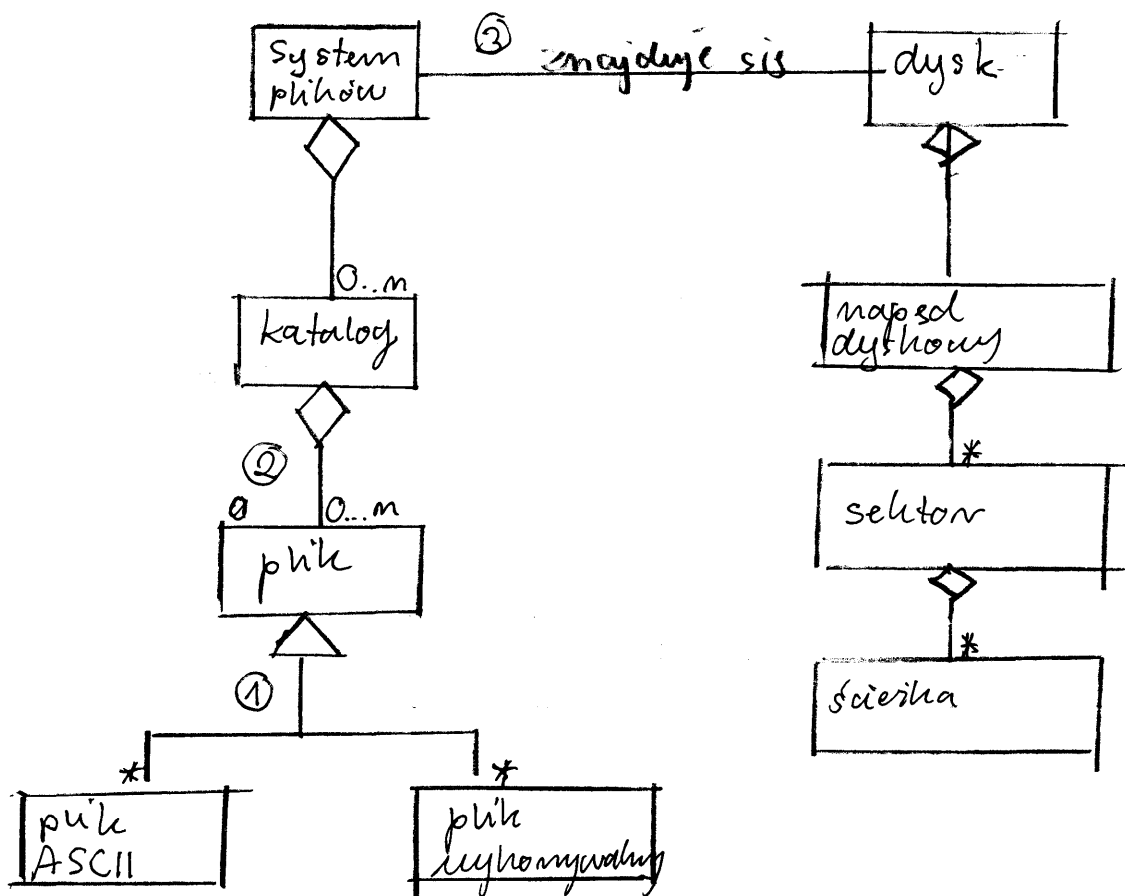 System
plików
③ znajduje się
dysk
0..n
katalog
napęd
dyskowy
②
0...n
*
plik
sektor
①
*
ścieżka
*
*
plik
ASCII
plik
wykonywalny